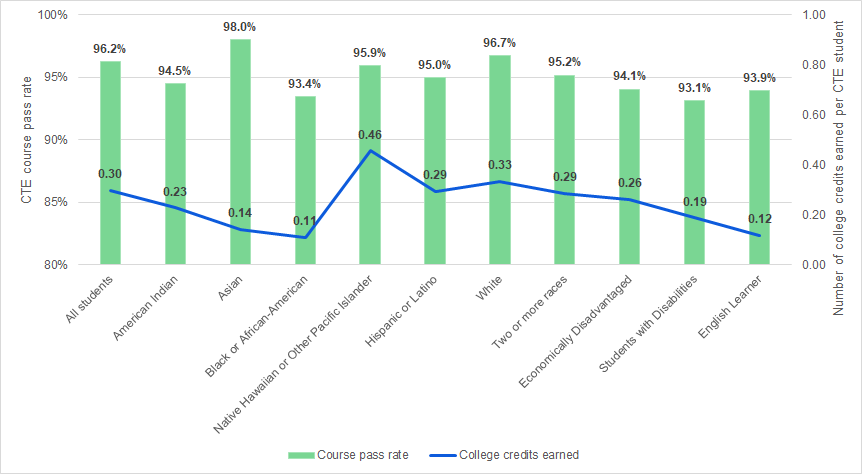 100%
95%
90%
85%
80%
CTE course pass rate
96.2%
94.5%
98.0%
93.4%
95.9%
95.0%
96.7%
95.2%
94.1%
93.1%
93.9%
0.30
0.23
0.14
0.11
0.46
0.29
0.33
0.29
0.26
0.19
0.12
1.00
0.80
0.60
0.40
0.20
0.00
Number of college credits earned per CTE student
All students
American Indian
Asian
Black or African-American
Native Hawaiian or Other Pacific Islander
Hispanic or Latino
White
Two or more races
Economically Disadvantaged
Students with Disabilities
English Learner
Course pass rate
College credits earned